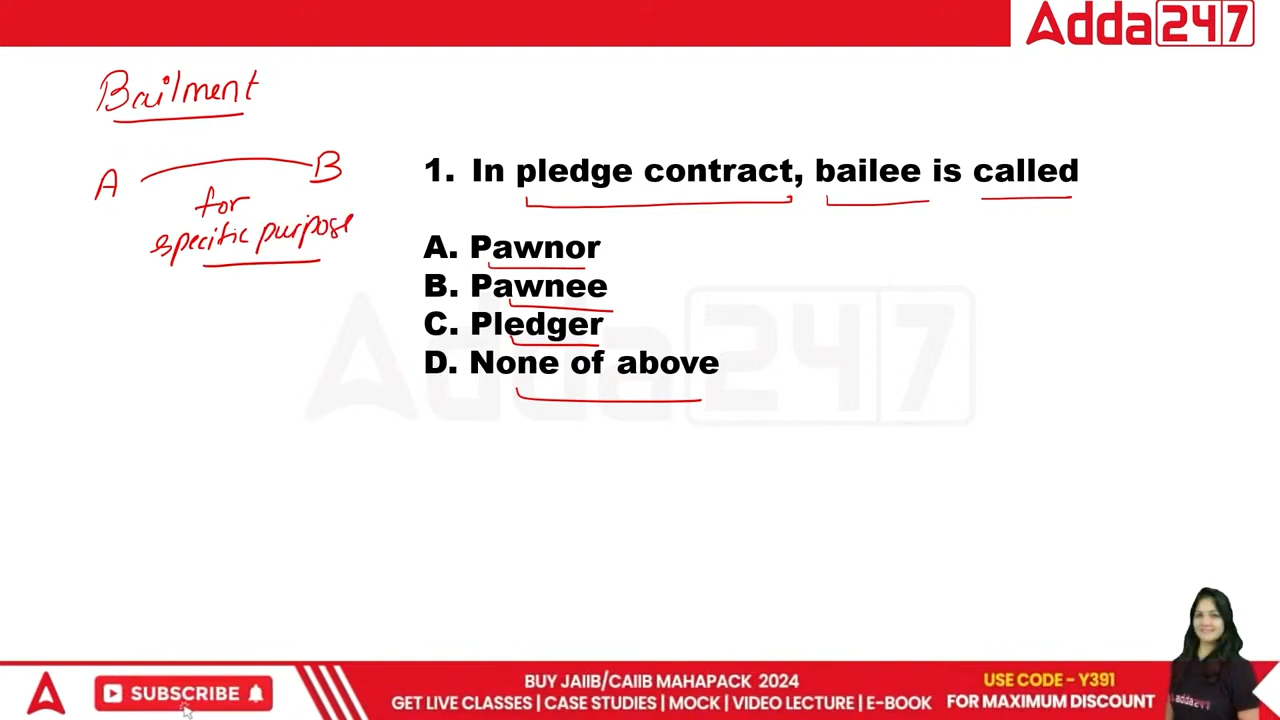 Adda247
Bailment
A B
for
specific purpose
1. In pledge contract, bailee is called
A. Pawnor
B. Pawnee
C. Pledger
D. None of above
Adda247
SUBSCRIBE
BUY JAIIB/CAIIB MAHAPACK 2024
GET LIVE CLASSES | CASE STUDIES | MOCK | VIDEO LECTURE | E-BOOK
USE CODE - Y391
FOR MAXIMUM DISCOUNT
adda247